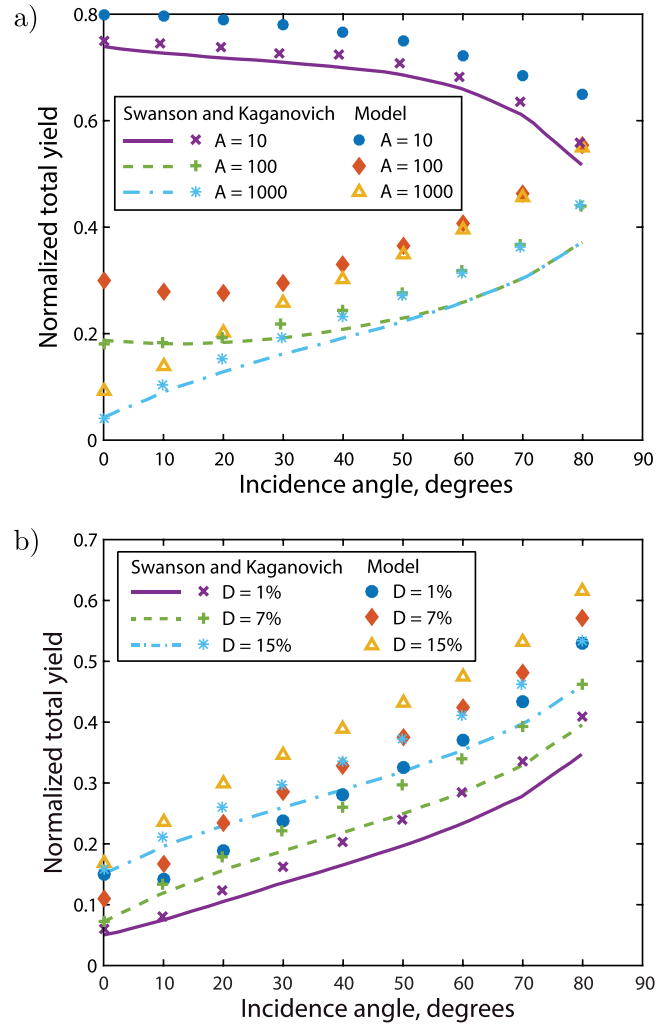 a)
Normalized total yield
0.8
0.6
0.4
0.2
0
Swanson and Kaganovich Model
A = 10 A = 10
A = 100 A = 100
A = 1000 A = 1000
0 10 20 30 40 50 60 70 80 90
Incidence angle, degrees
b)
Normalized total yield
0.7
0.6
0.5
0.4
0.3
0.2
0.1
0
Swanson and Kaganovich Model
D = 1% D = 1%
D = 7% D = 7%
D = 15% D = 15%
0 10 20 30 40 50 60 70 80 90
Incidence angle, degrees